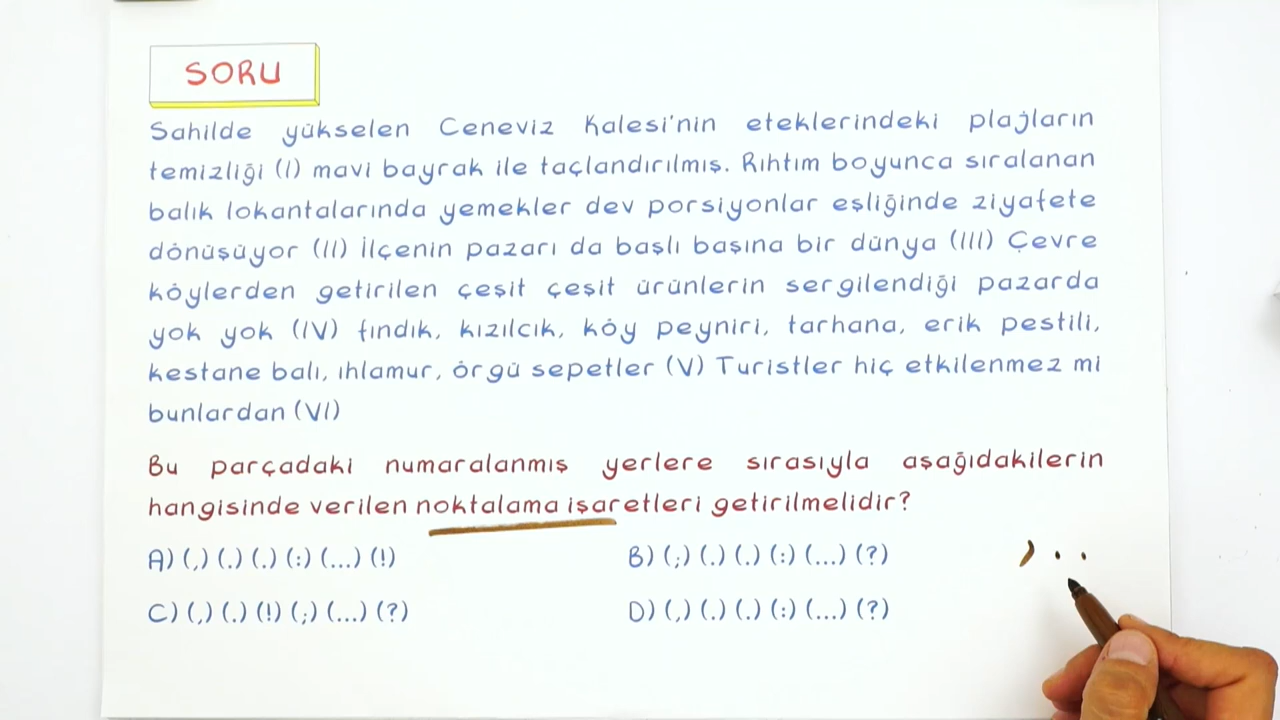 SORU
Sahilde yükselen Ceneviz Kalesi'nin eteklerindeki plajların
temizliği (I) mavi bayrak ile taçlandırılmış. Rıhtım boyunca sıralanan
balık lokantalarında yemekler dev porsiyonlar eşliğinde ziyafete
dönüşüyor (II) İlçenin pazarı da başlı başına bir dünya (III) Çevre
köylerden getirilen çeşit çeşit ürünlerin sergilendiği pazarda
yok yok (IV) fındık, kızılcık, köy peyniri, tarhana, erik pestili,
kestane balı, ıhlamur, örgü sepetler (V) Turistler hiç etkilenmez mi
bunlardan (VI)
Bu parçadaki numaralanmış yerlere sırasıyla aşağıdakilerin
hangisinde verilen noktalama işaretleri getirilmelidir?
A) (,) (.) (.) (:) (...) (!)
B) (;) (.) (.) (:) (...) (?)
, . .
C) (,) (.) (!) (;) (...) (?)
D) (,) (.) (.) (:) (...) (?)